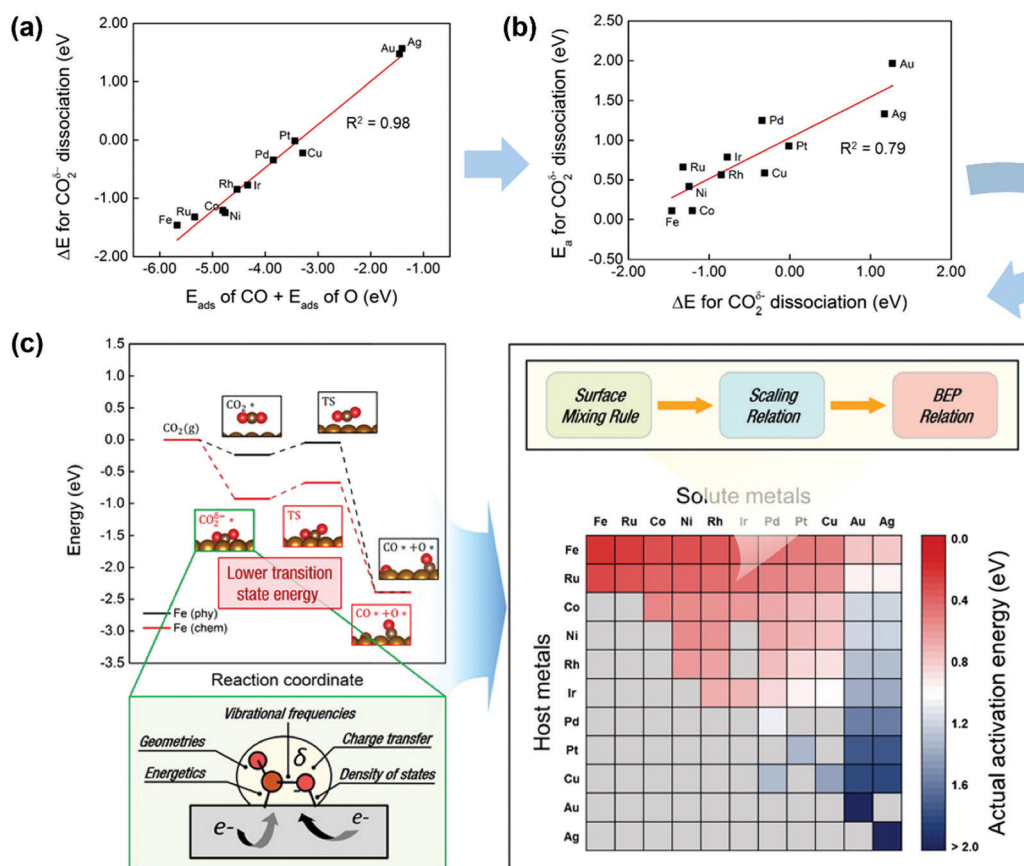 (a)
2.00
1.00
0.00
-1.00
-2.00
ΔE for CO₂^δ- dissociation (eV
Ag
Au
Pt
Cu
Pd
Ir
Rh
Co
Ni
Ru
Fe
R² = 0.98
-6.00 -5.00 -4.00 -3.00 -2.00 -1.00
E_ads of CO + E_ads of O (eV)
(b)
2.50
2.00
1.50
1.00
0.50
0.00
-0.50
E_a for CO₂^δ- dissociation (eV)
Au
Ag
Pd
Pt
Ir
Ru
Rh
Cu
Ni
Fe
Co
R² = 0.79
-2.00 -1.00 0.00 1.00 2.00
ΔE for CO₂^δ- dissociation (eV)
(c)
1.5
1.0
0.5
0.0
-0.5
-1.0
-1.5
-2.0
-2.5
-3.0
-3.5
Energy (eV)
CO₂(g)
CO₂ *
TS
CO₂^δ- *
TS
CO * +O *
CO * +O *
Lower transition
state energy
Fe (phy)
Fe (chem)
Reaction coordinate
Vibrational frequencies
Geometries
Charge transfer
Energetics
Density of states
δ
-
e-
e-
Surface
Mixing Rule
Scaling
Relation
BEP
Relation
Solute metals
Fe Ru Co Ni Rh Ir Pd Pt Cu Au Ag
Host metals
Fe
Ru
Co
Ni
Rh
Ir
Pd
Pt
Cu
Au
Ag
0.0
0.4
0.8
1.2
1.6
> 2.0
Actual activation energy (eV)